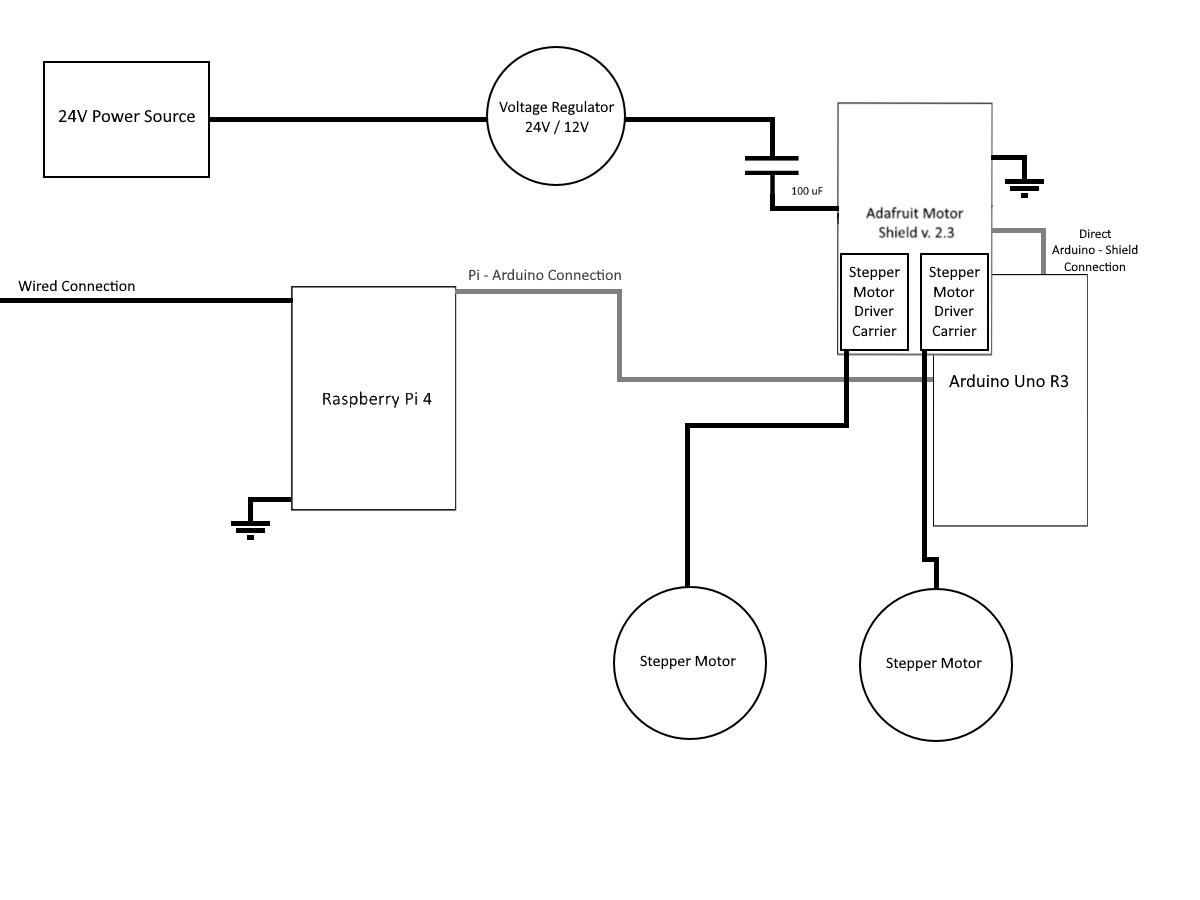 24V Power Source
Voltage Regulator
24V / 12V
100 uF
Adafruit Motor
Shield v. 2.3
Direct
Arduino - Shield
Connection
Stepper
Motor
Driver
Carrier
Stepper
Motor
Driver
Carrier
Wired Connection
Pi - Arduino Connection
Raspberry Pi 4
Arduino Uno R3
Stepper Motor
Stepper Motor